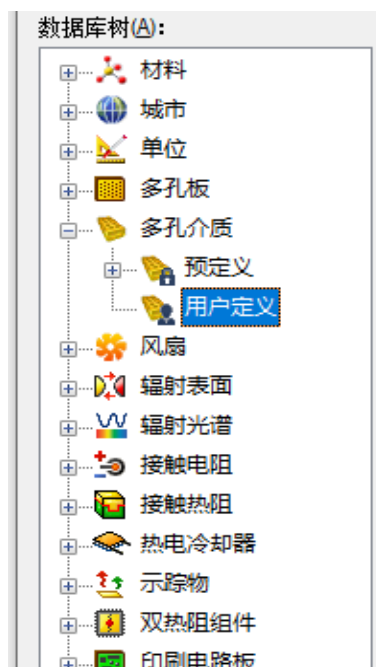 数据库树(A):
材料
城市
单位
多孔板
多孔介质
预定义
用户定义
风扇
辐射表面
辐射光谱
接触电阻
接触热阻
热电冷却器
示踪物
双热阻组件
印刷电路板